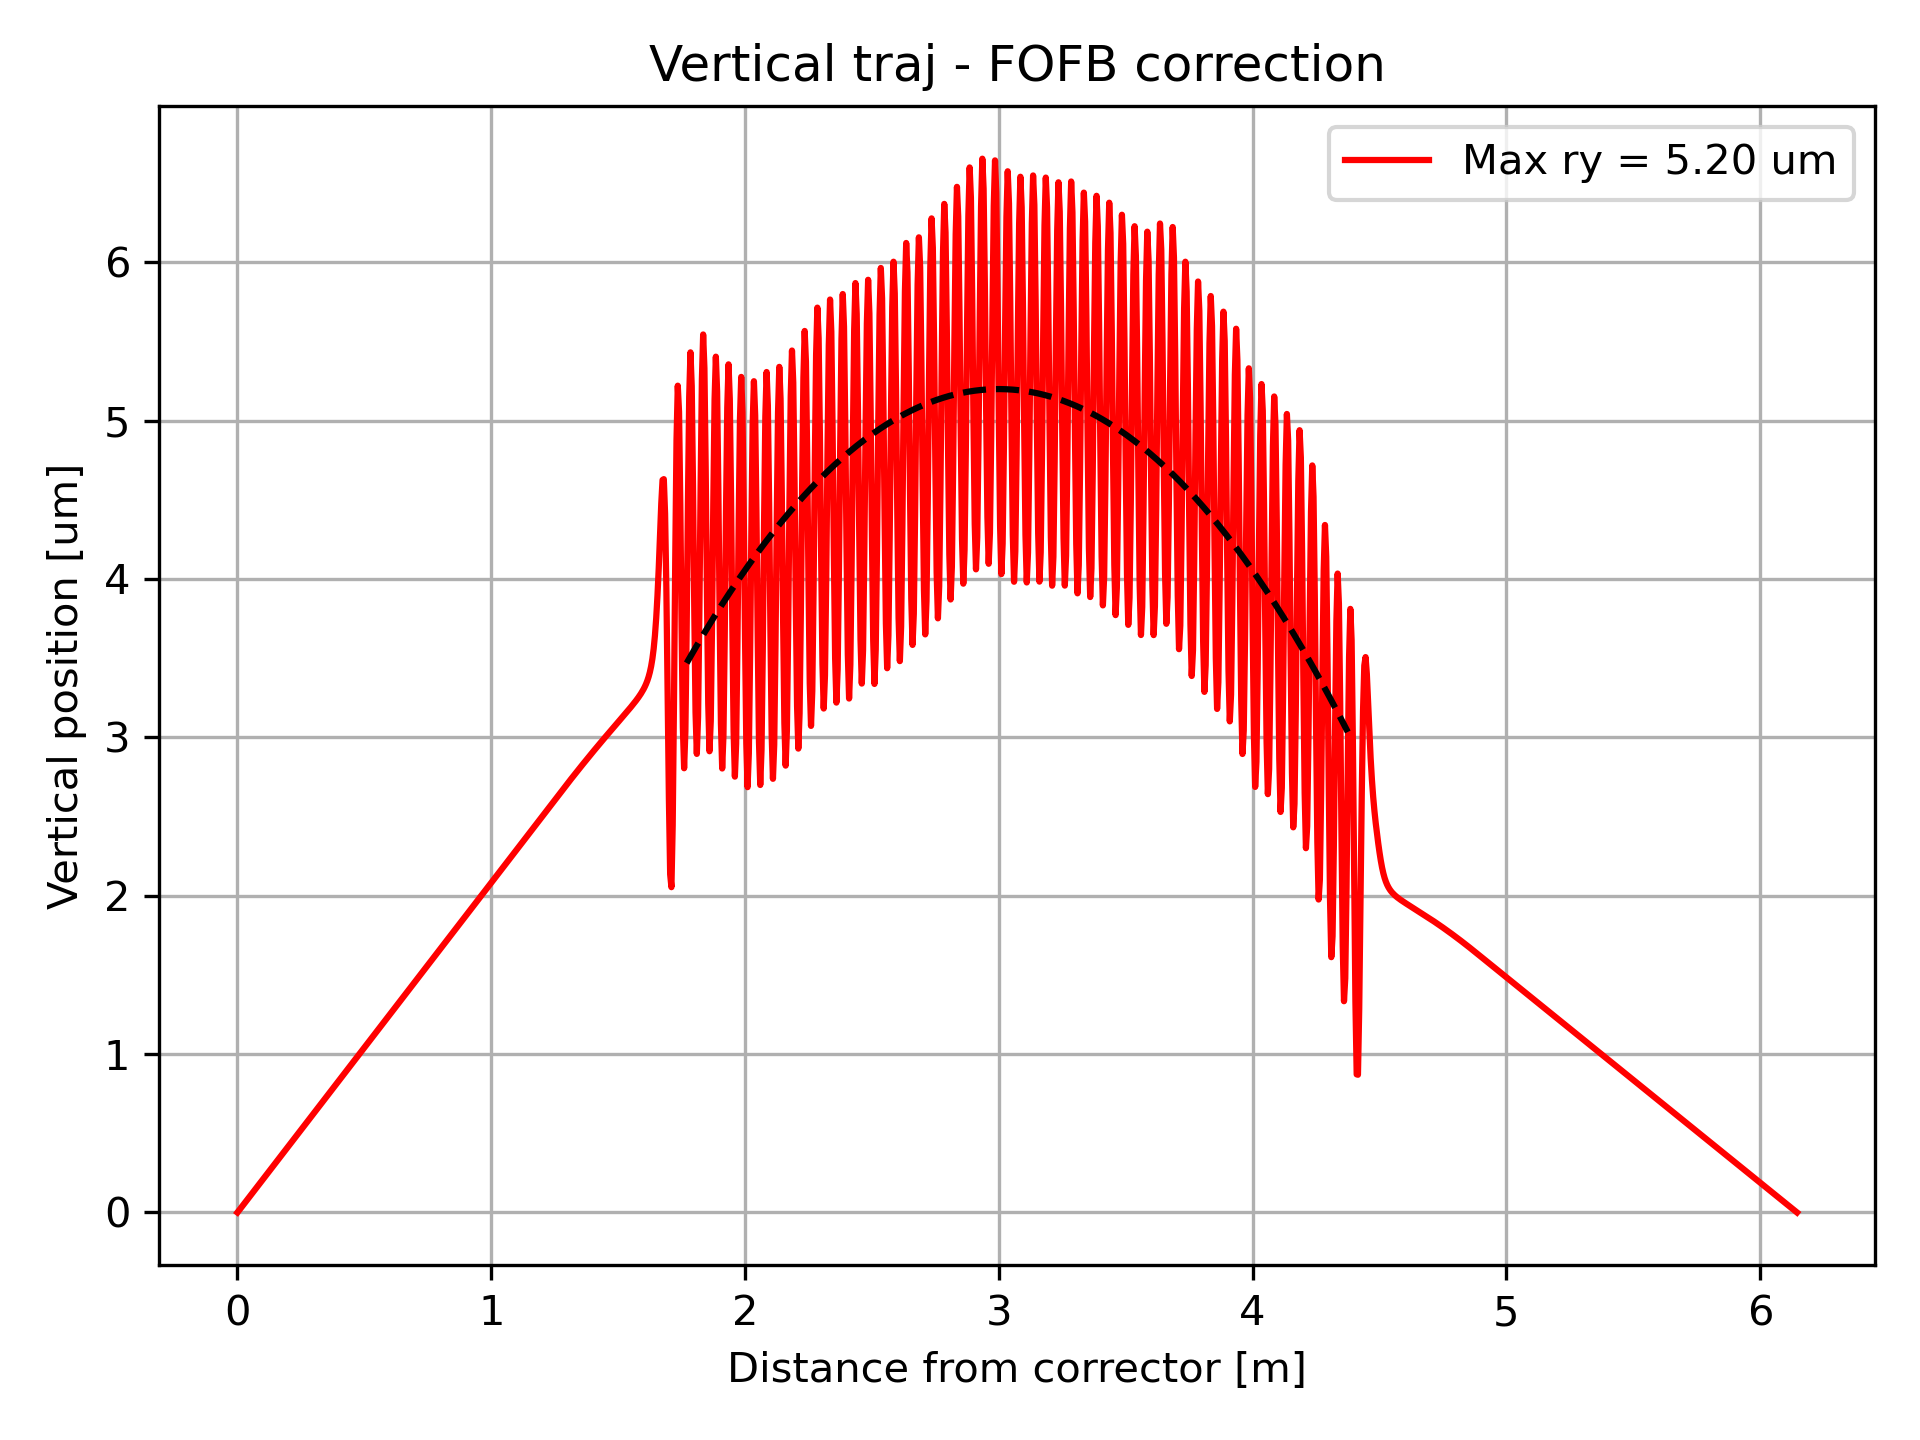 Vertical traj - FOFB correction
Max ry = 5.20 um
Vertical position [um]
6
5
4
3
2
1
0
0 1 2 3 4 5 6
Distance from corrector [m]